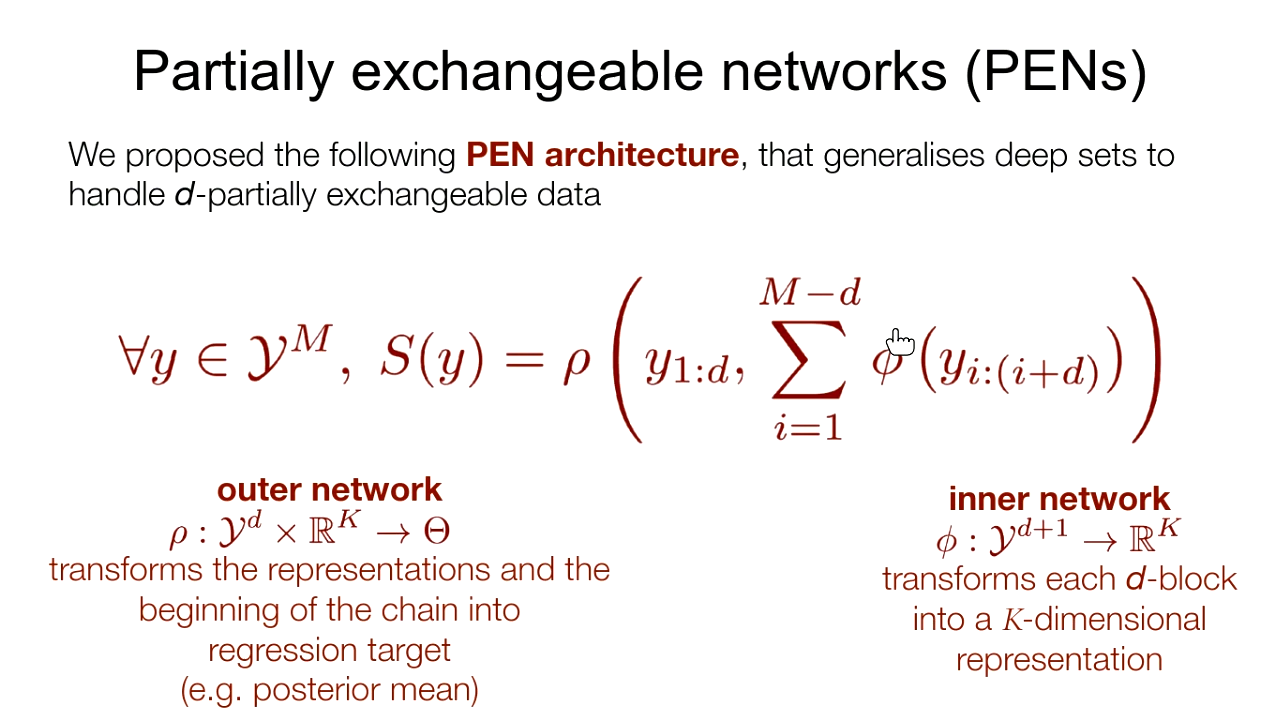 Partially exchangeable networks (PENs)
We proposed the following PEN architecture, that generalises deep sets to
handle d-partially exchangeable data
∀y ∈ 𝒴^M, S(y) = ρ ( y_{1:d}, ∑_{i=1}^{M−d} ϕ(y_{i:(i+d)}) )
outer network
ρ : 𝒴^d × ℝ^K → Θ
transforms the representations and the
beginning of the chain into
regression target
(e.g. posterior mean)
inner network
ϕ : 𝒴^{d+1} → ℝ^K
transforms each d-block
into a K-dimensional
representation